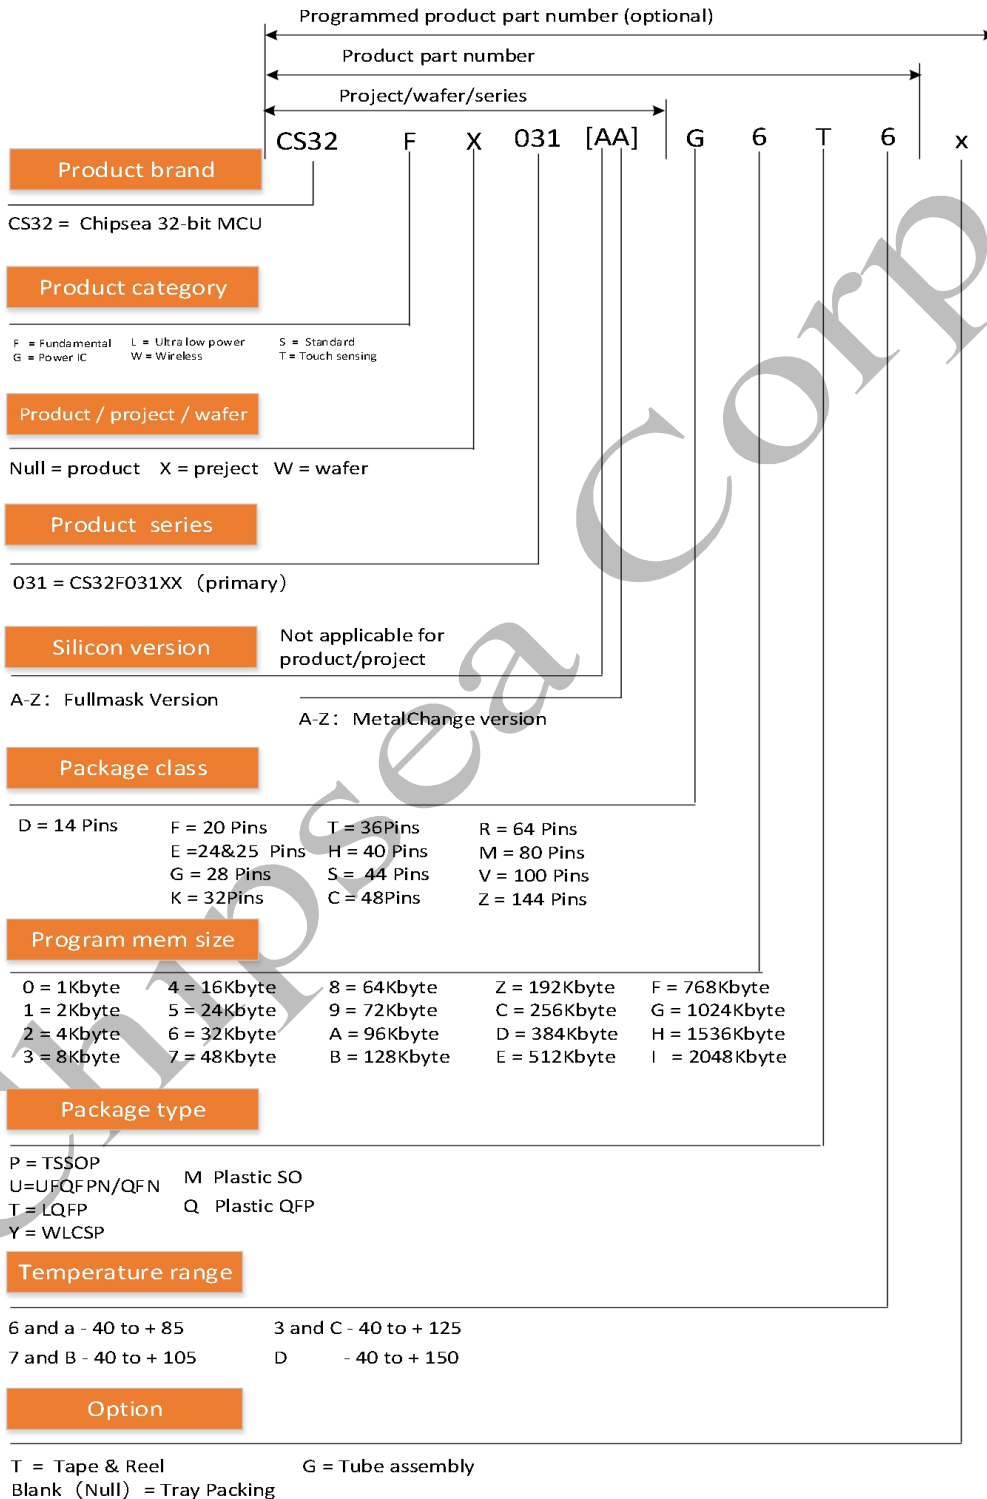 Programmed product part number (optional)
Product part number
Project/wafer/series
CS32 F X 031 [AA] G 6 T 6 x
Product brand
CS32 = Chipsea 32-bit MCU
Product category
F = Fundamental L = Ultra low power S = Standard
G = Power IC W = Wireless T = Touch sensing
Product / project / wafer
Null = product X = preject W = wafer
Product series
031 = CS32F031XX (primary)
Silicon version
Not applicable for
product/project
A-Z: Fullmask Version
A-Z: MetalChange version
Package class
D = 14 Pins F = 20 Pins T = 36Pins R = 64 Pins
E =24&25 Pins H = 40 Pins M = 80 Pins
G = 28 Pins S = 44 Pins V = 100 Pins
K = 32Pins C = 48Pins Z = 144 Pins
Program mem size
0 = 1Kbyte 4 = 16Kbyte 8 = 64Kbyte Z = 192Kbyte F = 768Kbyte
1 = 2Kbyte 5 = 24Kbyte 9 = 72Kbyte C = 256Kbyte G = 1024Kbyte
2 = 4Kbyte 6 = 32Kbyte A = 96Kbyte D = 384Kbyte H = 1536Kbyte
3 = 8Kbyte 7 = 48Kbyte B = 128Kbyte E = 512Kbyte I = 2048Kbyte
Package type
P = TSSOP
U=UFQFPN/QFN M Plastic SO
T = LQFP Q Plastic QFP
Y = WLCSP
Temperature range
6 and a - 40 to + 85 3 and C - 40 to + 125
7 and B - 40 to + 105 D - 40 to + 150
Option
T = Tape & Reel G = Tube assembly
Blank (Null) = Tray Packing
Chipsea Corp